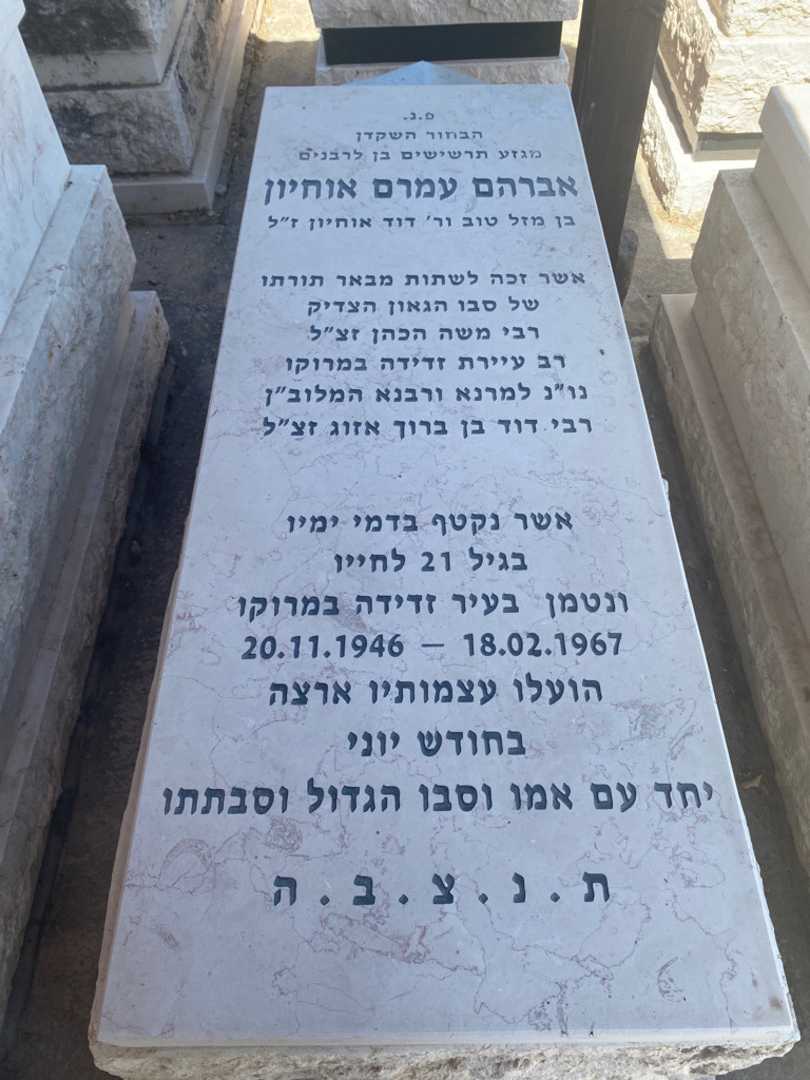 פ.נ.
הבחור השקדן
מגזע תרשישים בן לרבנים
אברהם עמרם אוחיון
בן מזל טוב ור׳ דוד אוחיון ז״ל
אשר זכה לשתות מבאר תורתו
של סבו הגאון הצדיק
רבי משה הכהן זצ״ל
רב עיירת זדידה במרוקו
נו״נ למרנא ורבנא המלוב״ן
רבי דוד בן ברוך אזוג זצ״ל
אשר נקטף בדמי ימיו
בגיל 21 לחייו
ונטמן בעיר זדידה במרוקו
20.11.1946 – 18.02.1967
הועלו עצמותיו ארצה
בחודש יוני
יחד עם אמו וסבו הגדול וסבתתו
ת . נ . צ . ב . ה